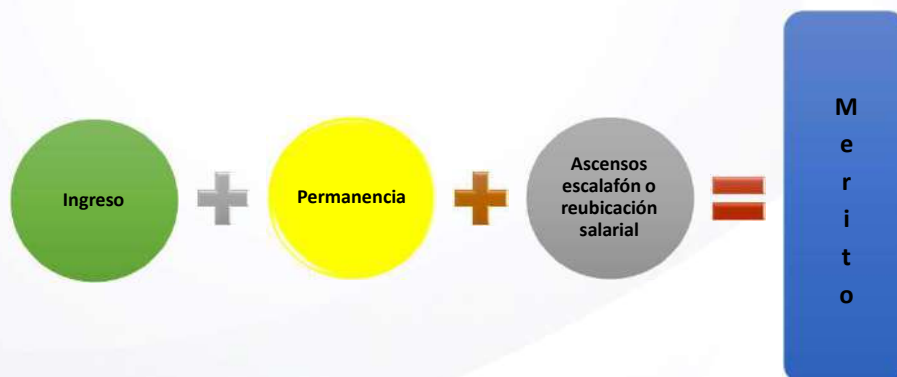 Ingreso
Permanencia
Ascensos
escalafón o
reubicación
salarial
M
e
r
i
t
o